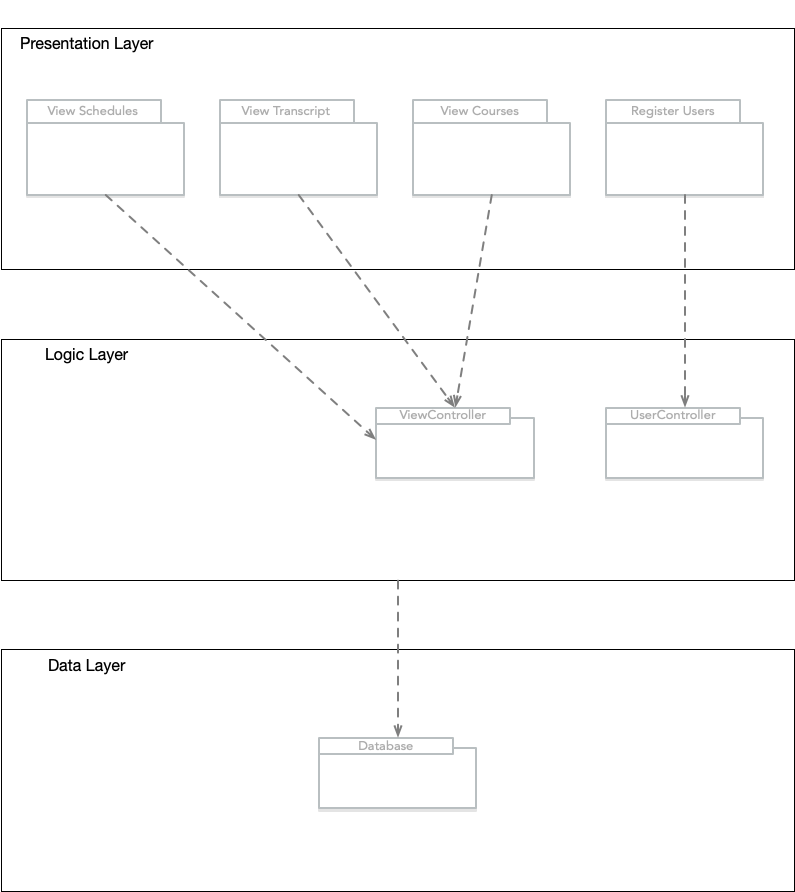 Presentation Layer
View Schedules
View Transcript
View Courses
Register Users
Logic Layer
ViewController
UserController
Data Layer
Database